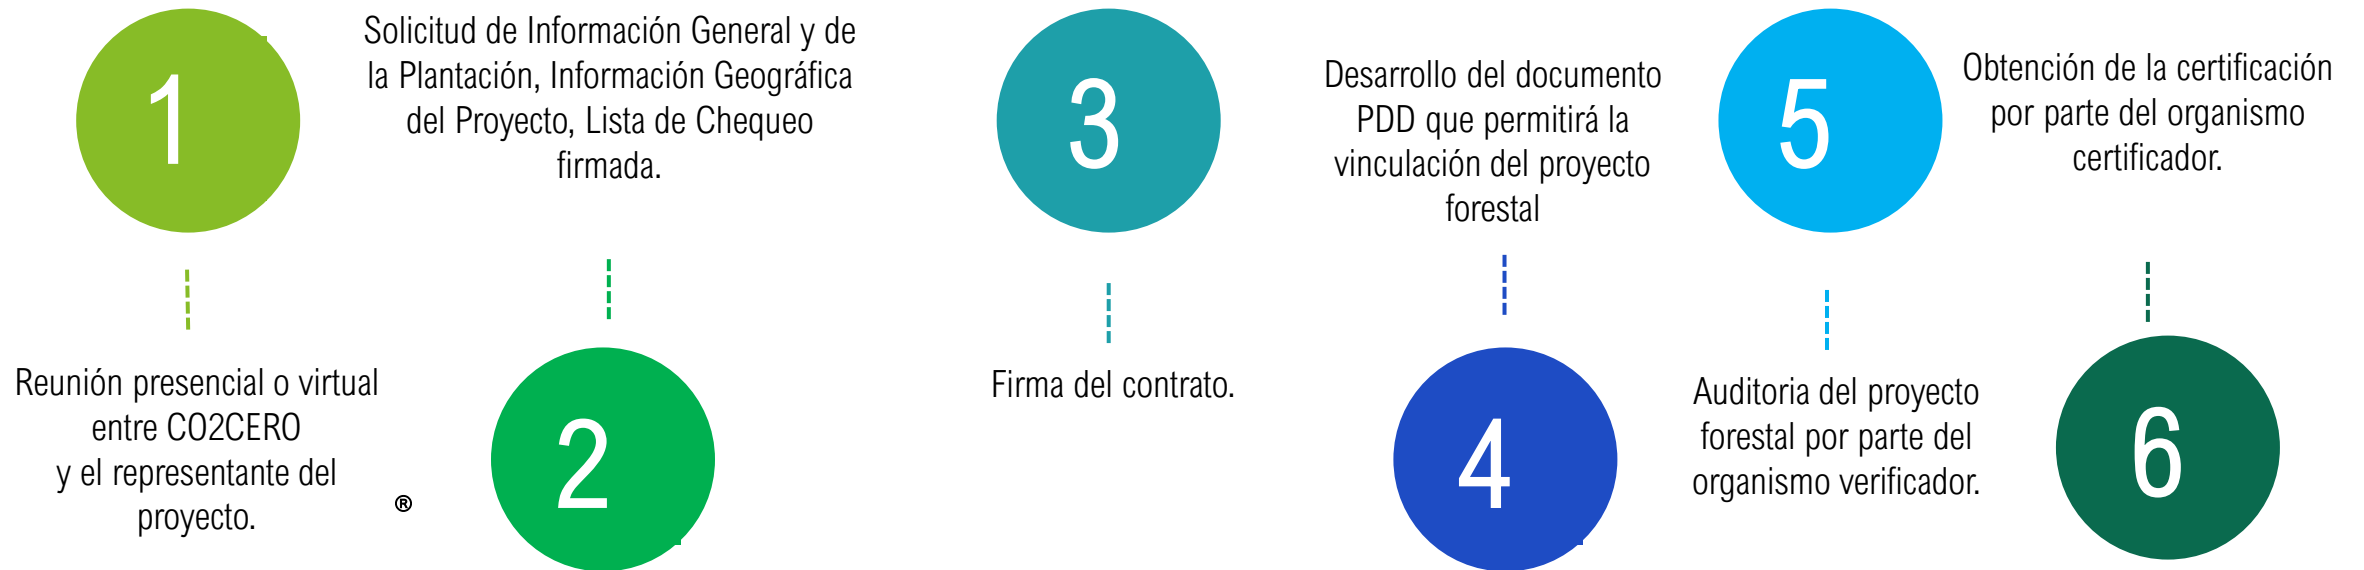 1
Reunión presencial o virtual
entre CO2CERO
y el representante del
proyecto.
®
Solicitud de Información General y de
la Plantación, Información Geográfica
del Proyecto, Lista de Chequeo
firmada.
2
3
Firma del contrato.
Desarrollo del documento
PDD que permitirá la
vinculación del proyecto
forestal
4
5
Auditoria del proyecto
forestal por parte del
organismo verificador.
Obtención de la certificación
por parte del organismo
certificador.
6